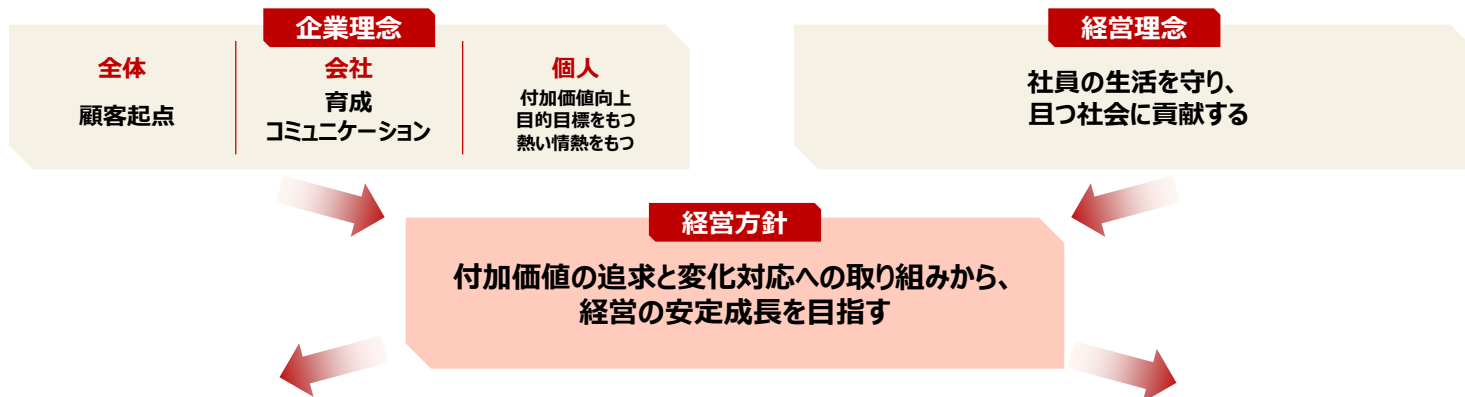 企業理念
全体
顧客起点
会社
育成
コミュニケーション
個人
付加価値向上
目的目標をもつ
熱い情熱をもつ
経営理念
社員の生活を守り、
且つ社会に貢献する
経営方針
付加価値の追求と変化対応への取り組みから、
経営の安定成長を目指す